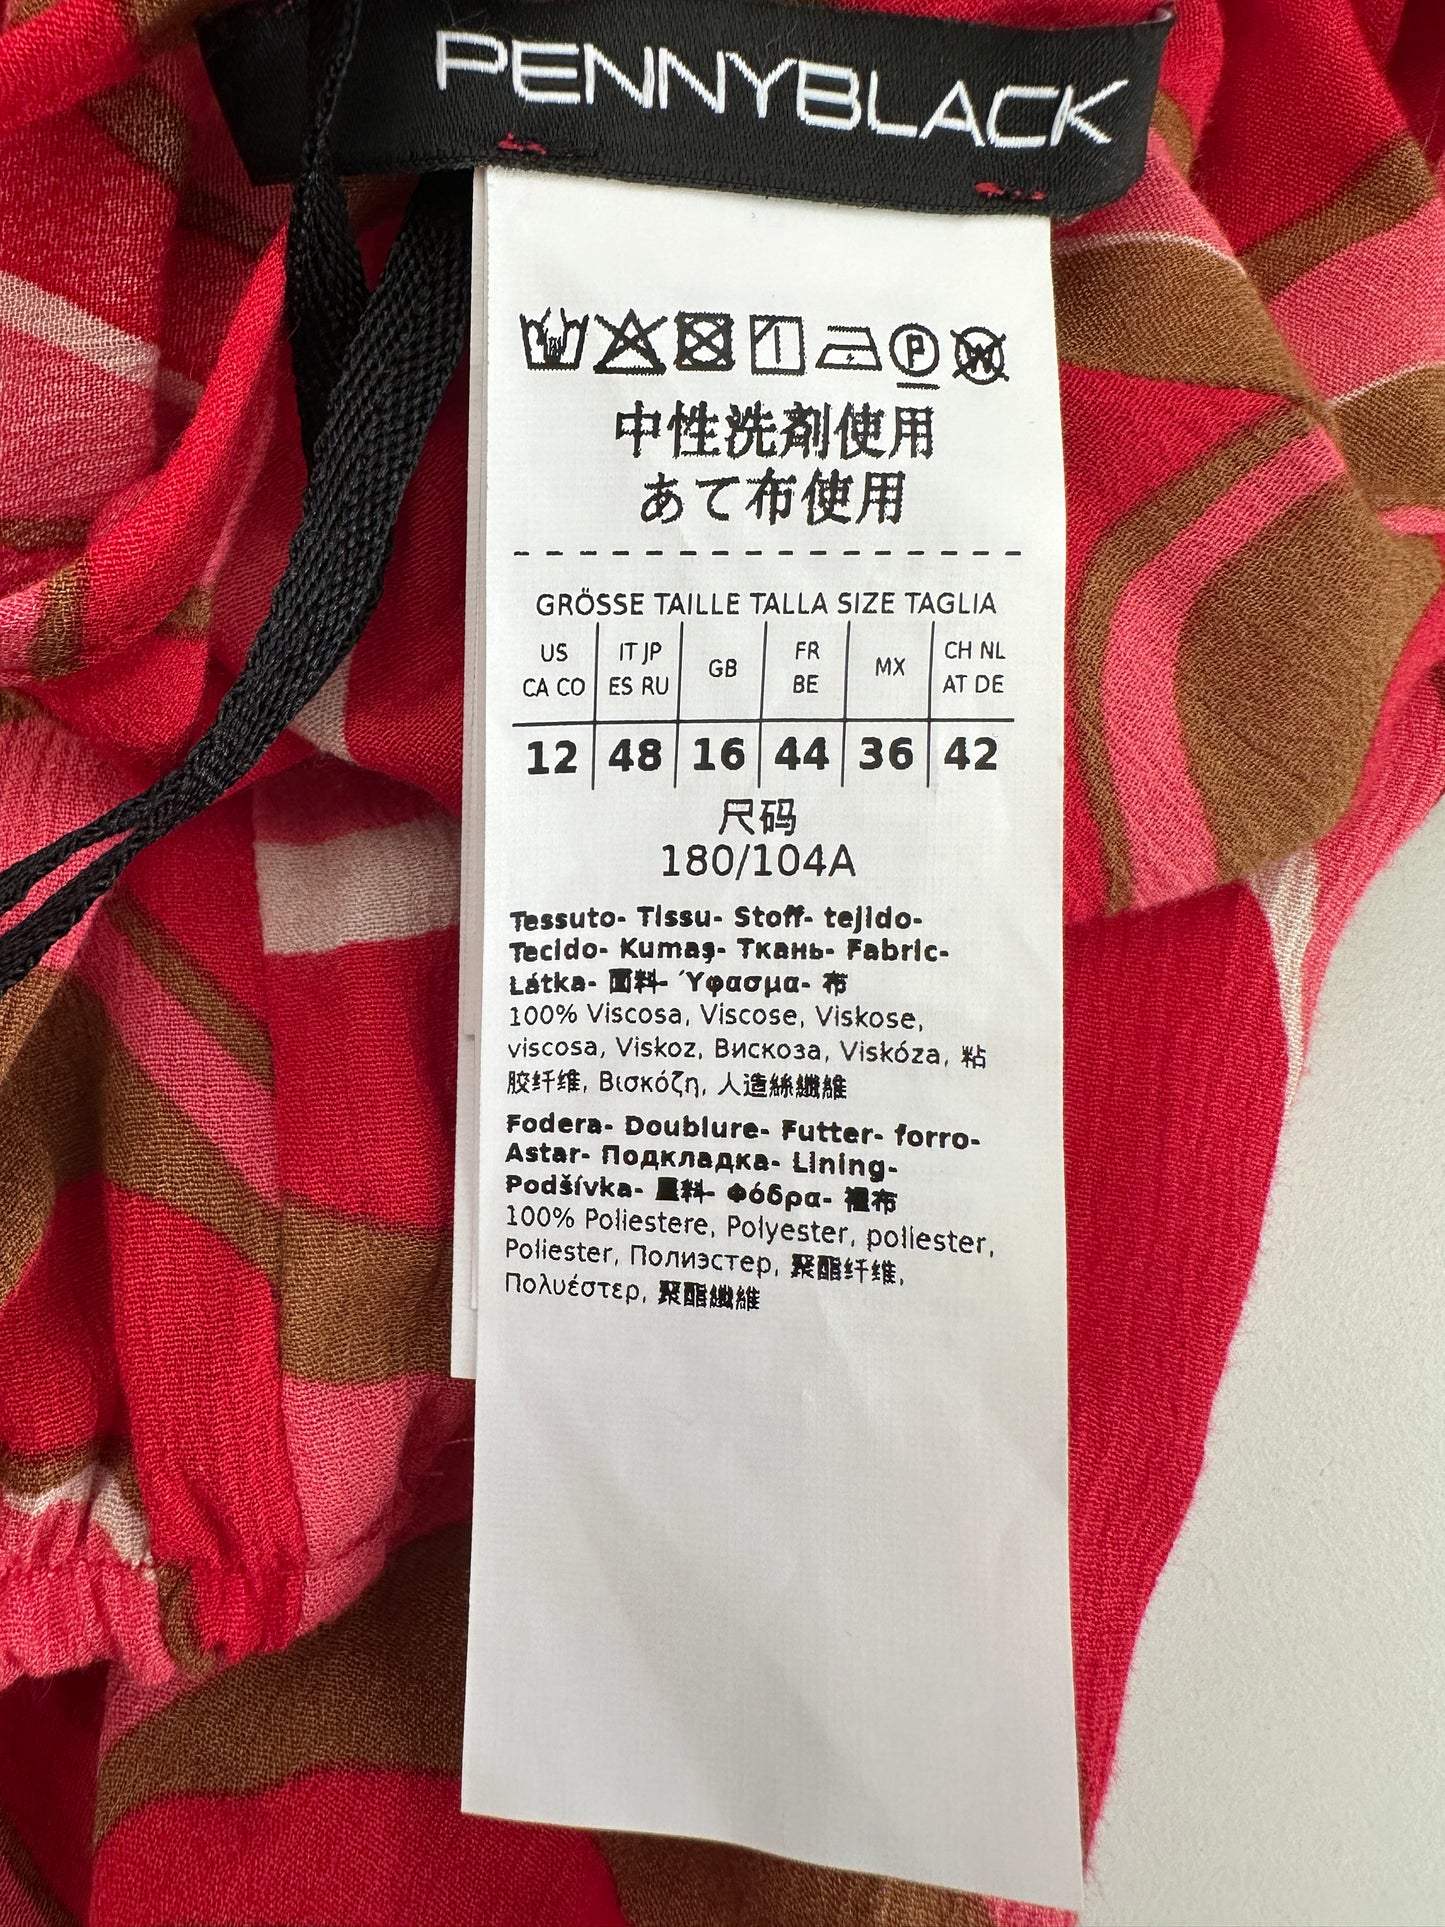 PENNYBLACK
中性洗剤使用
あて布使用
GRÖSSE TAILLE TALLA SIZE TAGLIA
US CA CO | IT JP ES RU | GB | FR BE | MX | CH NL AT DE
12 | 48 | 16 | 44 | 36 | 42
尺码
180/104A
Tessuto- Tissu- Stoff- tejido-
Tecido- Kumaş- Ткань- Fabric-
Látka- 面料- Ύφασμα- 布
100% Viscosa, Viscose, Viskose,
viscosa, Viskoz, Вискоза, Viskóza, 粘
胶纤维, Βισκόζη, 人造絲纖維
Fodera- Doublure- Futter- forro-
Astar- Подкладка- Lining-
Podšívka- 里料- Φόδρα- 裡布
100% Poliestere, Polyester, poliester,
Poliester, Полиэстер, 聚酯纤维,
Πολυέστερ, 聚酯纖維